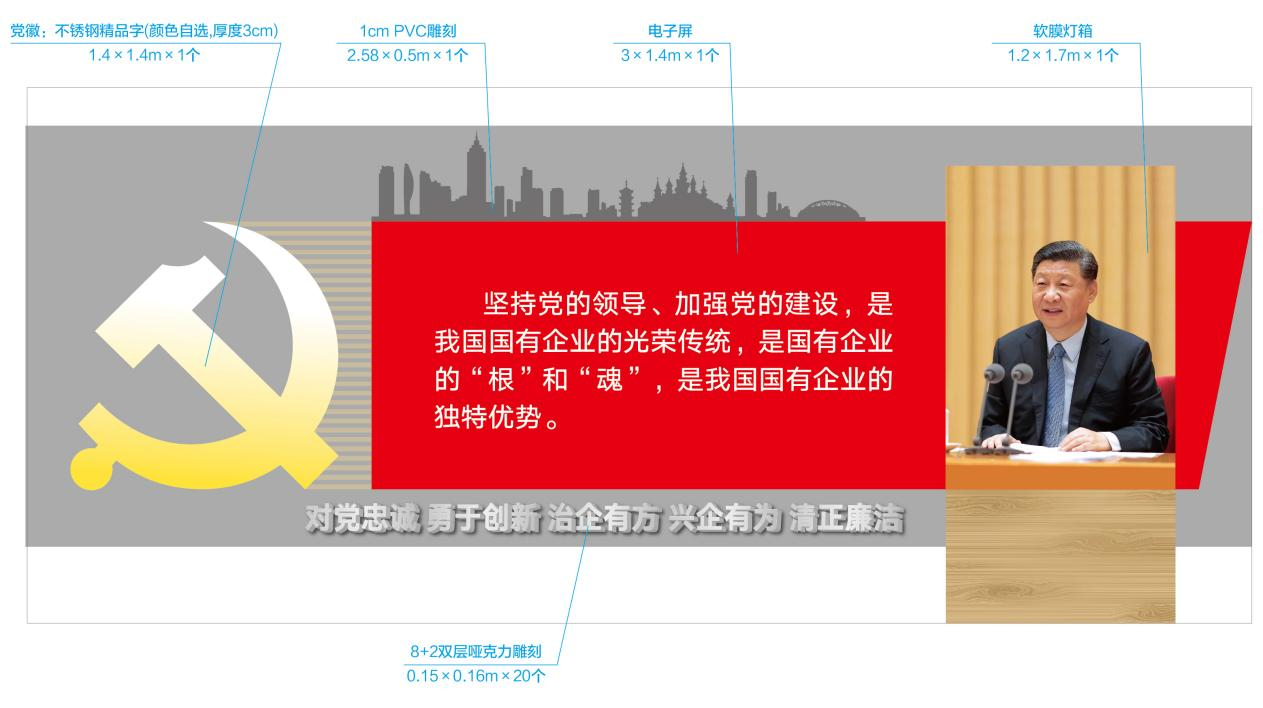 党徽：不锈钢精品字(颜色自选,厚度3cm)
1.4×1.4m×1个
1cm PVC雕刻
2.58×0.5m×1个
电子屏
3×1.4m×1个
软膜灯箱
1.2×1.7m×1个
坚持党的领导、加强党的建设，是
我国国有企业的光荣传统，是国有企业
的“根”和“魂”，是我国国有企业的
独特优势。
对党忠诚 勇于创新 治企有方 兴企有为 清正廉洁
8+2双层哑克力雕刻
0.15×0.16m×20个